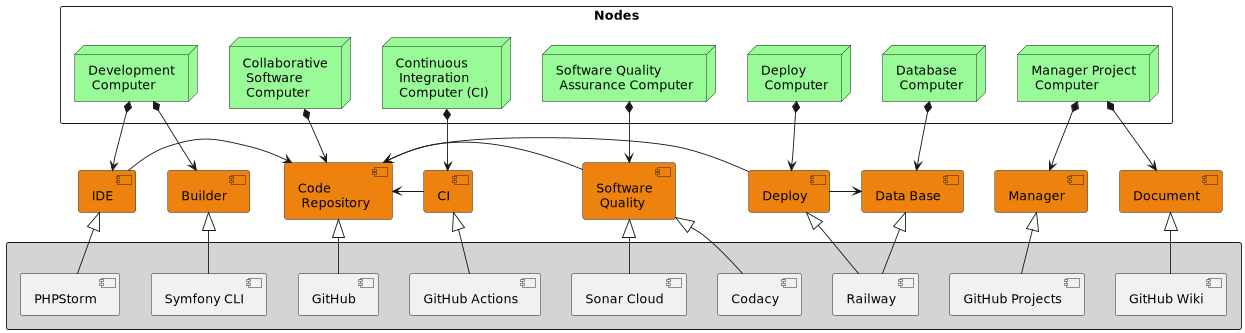 Nodes
Development
Computer
Collaborative
Software
Computer
Continuous
Integration
Computer (CI)
Software Quality
Assurance Computer
Deploy
Computer
Database
Computer
Manager Project
Computer
IDE
Builder
Code
Repository
CI
Software
Quality
Deploy
Data Base
Manager
Document
PHPStorm
Symfony CLI
GitHub
GitHub Actions
Sonar Cloud
Codacy
Railway
GitHub Projects
GitHub Wiki